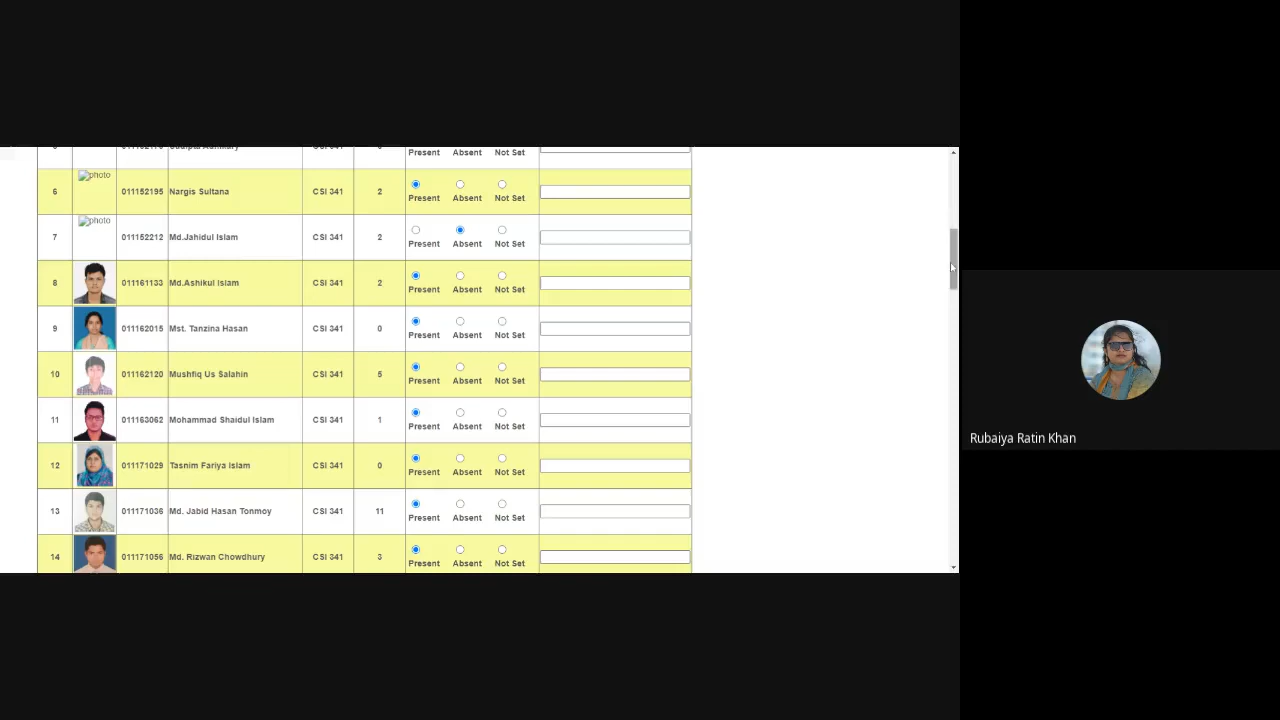 Present Absent Not Set
photo
6 011152195 Nargis Sultana CSI 341 2 Present Absent Not Set
photo
7 011152212 Md.Jahidul Islam CSI 341 2 Present Absent Not Set
8 011161133 Md.Ashikul Islam CSI 341 2 Present Absent Not Set
9 011162015 Mst. Tanzina Hasan CSI 341 0 Present Absent Not Set
10 011162120 Mushfiq Us Salahin CSI 341 5 Present Absent Not Set
11 011163062 Mohammad Shaidul Islam CSI 341 1 Present Absent Not Set
12 011171029 Tasnim Fariya Islam CSI 341 0 Present Absent Not Set
13 011171036 Md. Jabid Hasan Tonmoy CSI 341 11 Present Absent Not Set
14 011171056 Md. Rizwan Chowdhury CSI 341 3 Present Absent Not Set
Rubaiya Ratin Khan